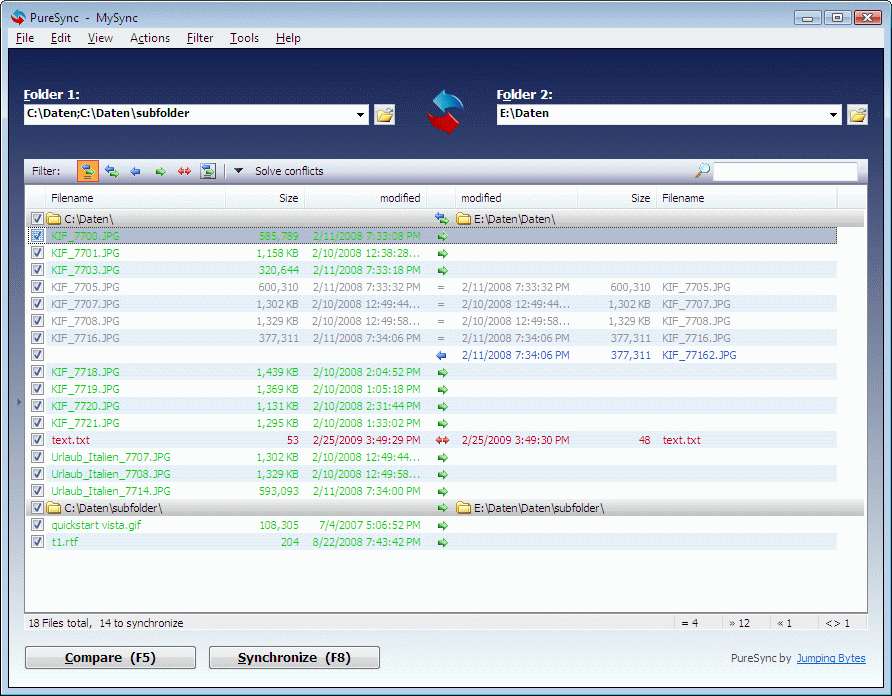 PureSync - MySync
File Edit View Actions Filter Tools Help
Folder 1: Folder 2:
C:\Daten;C:\Daten\subfolder E:\Daten
Filter: Solve conflicts
Filename Size modified modified Size Filename
C:\Daten\ E:\Daten\Daten\
KIF_7700.JPG 585,789 2/11/2008 7:33:08 PM
KIF_7701.JPG 1,158 KB 2/10/2008 12:38:28...
KIF_7703.JPG 320,644 2/11/2008 7:33:18 PM
KIF_7705.JPG 600,310 2/11/2008 7:33:32 PM = 2/11/2008 7:33:32 PM 600,310 KIF_7705.JPG
KIF_7707.JPG 1,302 KB 2/10/2008 12:49:44... = 2/10/2008 12:49:44... 1,302 KB KIF_7707.JPG
KIF_7708.JPG 1,329 KB 2/10/2008 12:49:58... = 2/10/2008 12:49:58... 1,329 KB KIF_7708.JPG
KIF_7716.JPG 377,311 2/11/2008 7:34:06 PM = 2/11/2008 7:34:06 PM 377,311 KIF_7716.JPG
2/11/2008 7:34:06 PM 377,311 KIF_77162.JPG
KIF_7718.JPG 1,439 KB 2/10/2008 2:04:52 PM
KIF_7719.JPG 1,369 KB 2/10/2008 1:05:18 PM
KIF_7720.JPG 1,131 KB 2/10/2008 2:31:44 PM
KIF_7721.JPG 1,295 KB 2/10/2008 1:33:02 PM
text.txt 53 2/25/2009 3:49:29 PM 2/25/2009 3:49:30 PM 48 text.txt
Urlaub_Italien_7707.JPG 1,302 KB 2/10/2008 12:49:44...
Urlaub_Italien_7708.JPG 1,329 KB 2/10/2008 12:49:58...
Urlaub_Italien_7714.JPG 593,093 2/11/2008 7:34:00 PM
C:\Daten\subfolder\ E:\Daten\Daten\subfolder\
quickstart vista.gif 108,305 7/4/2007 5:06:52 PM
t1.rtf 204 8/22/2008 7:43:42 PM
18 Files total, 14 to synchronize = 4 » 12 « 1 <> 1
Compare (F5) Synchronize (F8) PureSync by Jumping Bytes